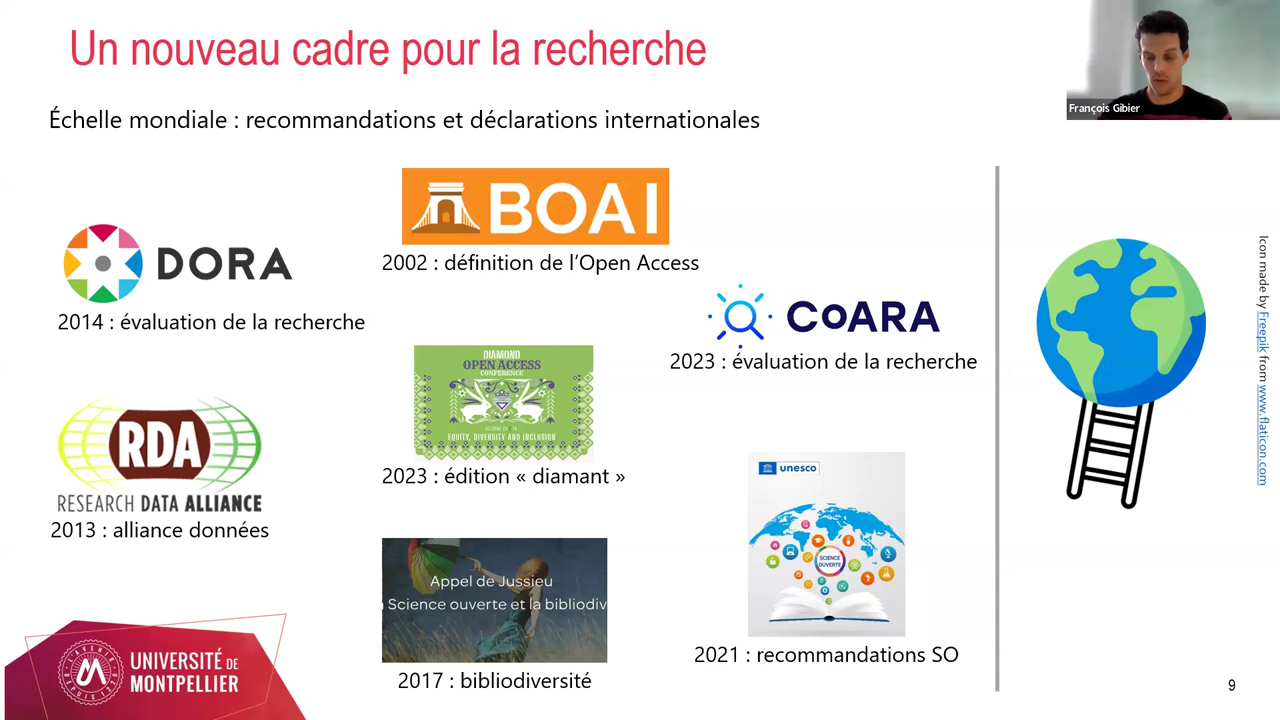 Un nouveau cadre pour la recherche
François Gibier
Échelle mondiale : recommandations et déclarations internationales
BOAI
2002 : définition de l’Open Access
DORA
2014 : évaluation de la recherche
CoARA
2023 : évaluation de la recherche
DIAMOND
OPEN ACCESS
CONFERENCE
EQUITY, DIVERSITY AND INCLUSION
2023 : édition « diamant »
RDA
RESEARCH DATA ALLIANCE
2013 : alliance données
unesco
SCIENCE
OUVERTE
2021 : recommandations SO
Appel de Jussieu
Science ouverte et la bibliodiv
2017 : bibliodiversité
Icon made by Freepik from www.flaticon.com
UNIVERSITÉ DE
MONTPELLIER
9